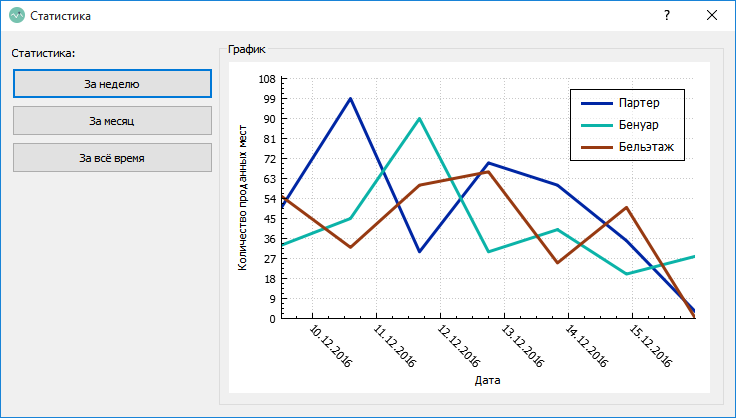 Статистика
Статистика:
За неделю
За месяц
За всё время
График
Количество проданных мест
108
99
90
81
72
63
54
45
36
27
18
9
0
Партер
Бенуар
Бельэтаж
10.12.2016
11.12.2016
12.12.2016
13.12.2016
14.12.2016
15.12.2016
Дата